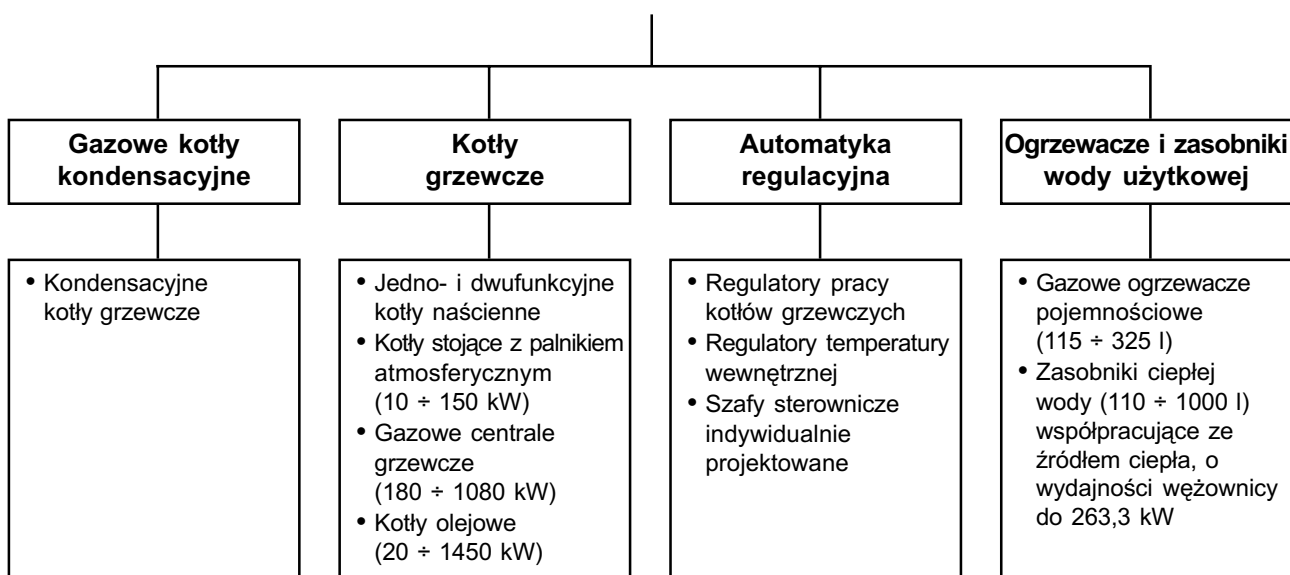 Gazowe kotły
kondensacyjne
• Kondensacyjne
kotły grzewcze
Kotły
grzewcze
• Jedno- i dwufunkcyjne
kotły naścienne
• Kotły stojące z palnikiem
atmosferycznym
(10 ÷ 150 kW)
• Gazowe centrale
grzewcze
(180 ÷ 1080 kW)
• Kotły olejowe
(20 ÷ 1450 kW)
Automatyka
regulacyjna
• Regulatory pracy
kotłów grzewczych
• Regulatory temperatury
wewnętrznej
• Szafy sterownicze
indywidualnie
projektowane
Ogrzewacze i zasobniki
wody użytkowej
• Gazowe ogrzewacze
pojemnościowe
(115 ÷ 325 l)
• Zasobniki ciepłej
wody (110 ÷ 1000 l)
współpracujące ze
źródłem ciepła, o
wydajności wężownicy
do 263,3 kW